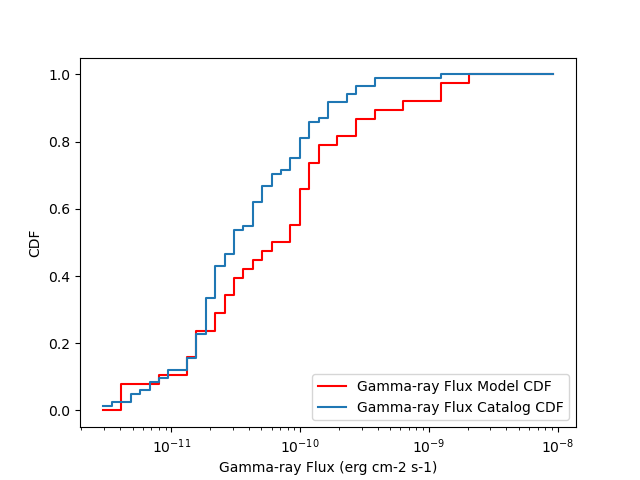 1.0
0.8
0.6
0.4
0.2
0.0
CDF
10⁻¹¹
10⁻¹⁰
10⁻⁹
10⁻⁸
Gamma-ray Flux (erg cm-2 s-1)
Gamma-ray Flux Model CDF
Gamma-ray Flux Catalog CDF